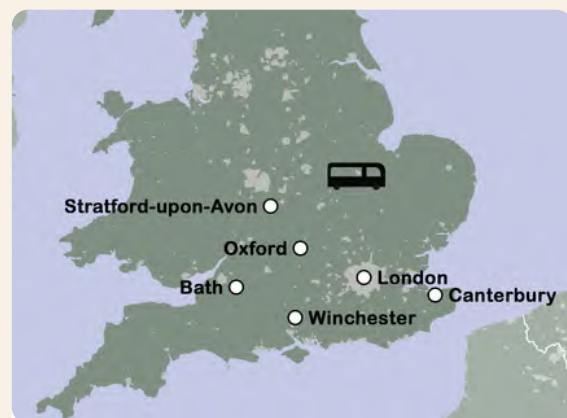 Stratford-upon-Avon
Oxford
London
Bath
Canterbury
Winchester